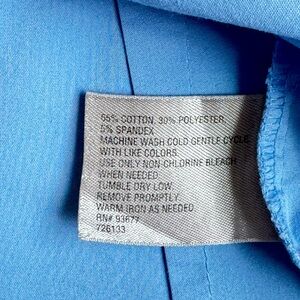 65% COTTON, 30% POLYESTER,
5% SPANDEX
MACHINE WASH COLD GENTLE CYCLE
WITH LIKE COLORS.
USE ONLY NON-CHLORINE BLEACH
WHEN NEEDED.
TUMBLE DRY LOW.
REMOVE PROMPTLY.
WARM IRON AS NEEDED.
RN# 93677
726133